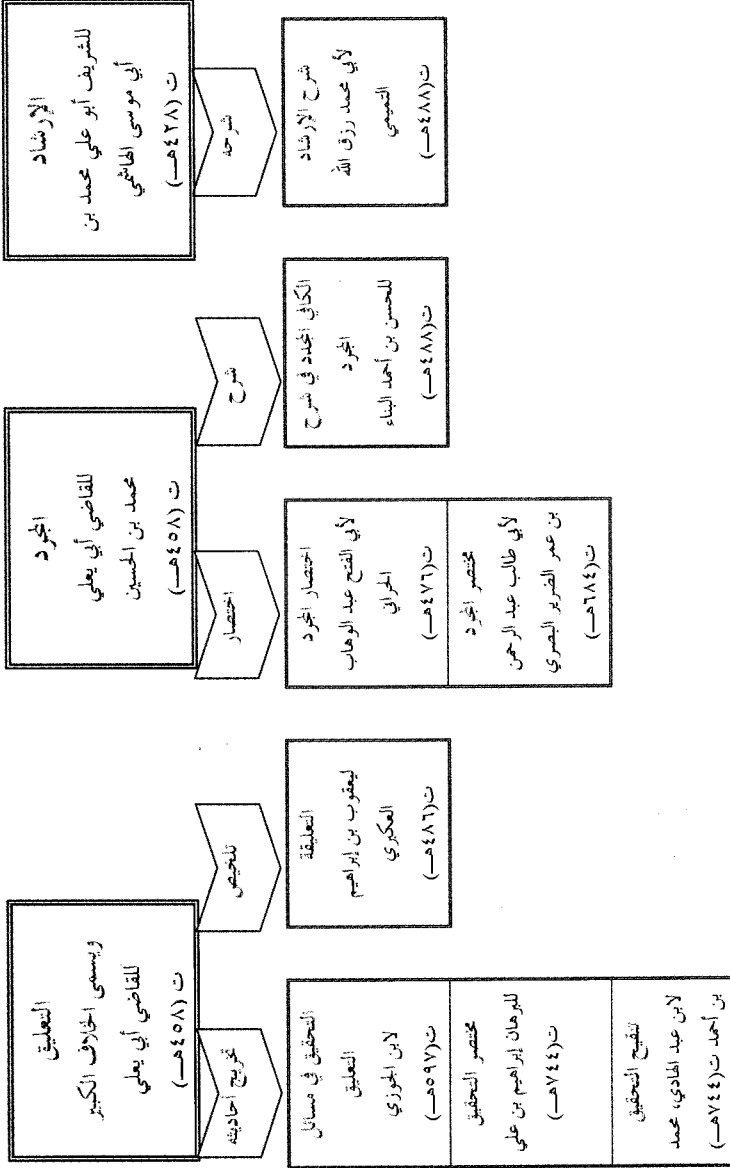 الإرشاد
للشريف أبو علي محمد بن
أبي موسى الهاشمي
ت (٤٢٨هـ)
شرحه
شرح الإرشاد
لأبي محمد رزق الله
التميمي
ت(٤٨٨هـ)
المجرد
للقاضي أبي يعلي
محمد بن الحسين
ت (٤٥٨هـ)
شرح
الكافي المجدد في شرح
المجرد
للحسن بن أحمد البناء
ت(٤٨٨هـ)
اختصار
اختصار المجرد
لأبي الفتح عبد الوهاب
الحراني
ت(٤٧٦هـ)
مختصر المجرد
لأبي طالب عبد الرحمن
بن عمر الضرير البصري
ت(٦٨٤هـ)
التعليق
ويسمى الخلاف الكبير
للقاضي أبي يعلي
ت (٤٥٨هـ)
تلخيص
التعليقة
ليعقوب بن إبراهيم
العكبري
ت(٤٨٦هـ)
تخريج أحاديثه
التحقيق في مسائل
التعليق
لابن الجوزي
ت(٥٩٧هـ)
مختصر التحقيق
للبرهان إبراهيم بن علي
ت(٧٤٤هـ)
تنقيح التحقيق
لابن عبد الهادي، محمد
بن أحمد ت(٧٤٤هـ)